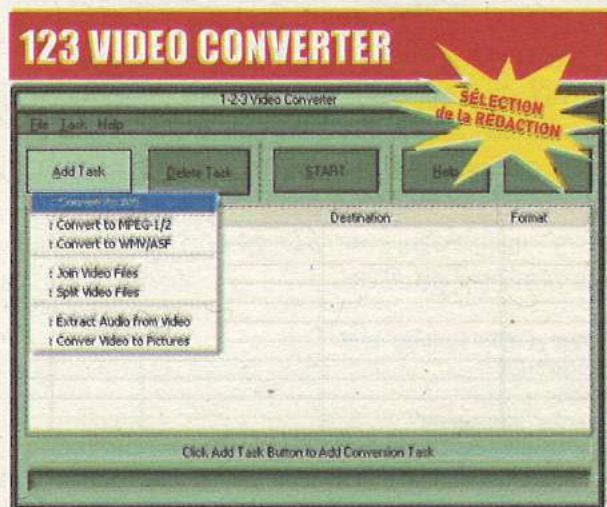 123 VIDEO CONVERTER
SÉLECTION
de la RÉDACTION
1-2-3 Video Converter
File Task Help
Add Task
Delete Task
START
Help
Destination
Format
: Convert to MPEG-1/2
: Convert to WMV/ASF
: Join Video Files
: Split Video Files
: Extract Audio from Video
: Conver Video to Pictures
Click Add Task Button to Add Conversion Task